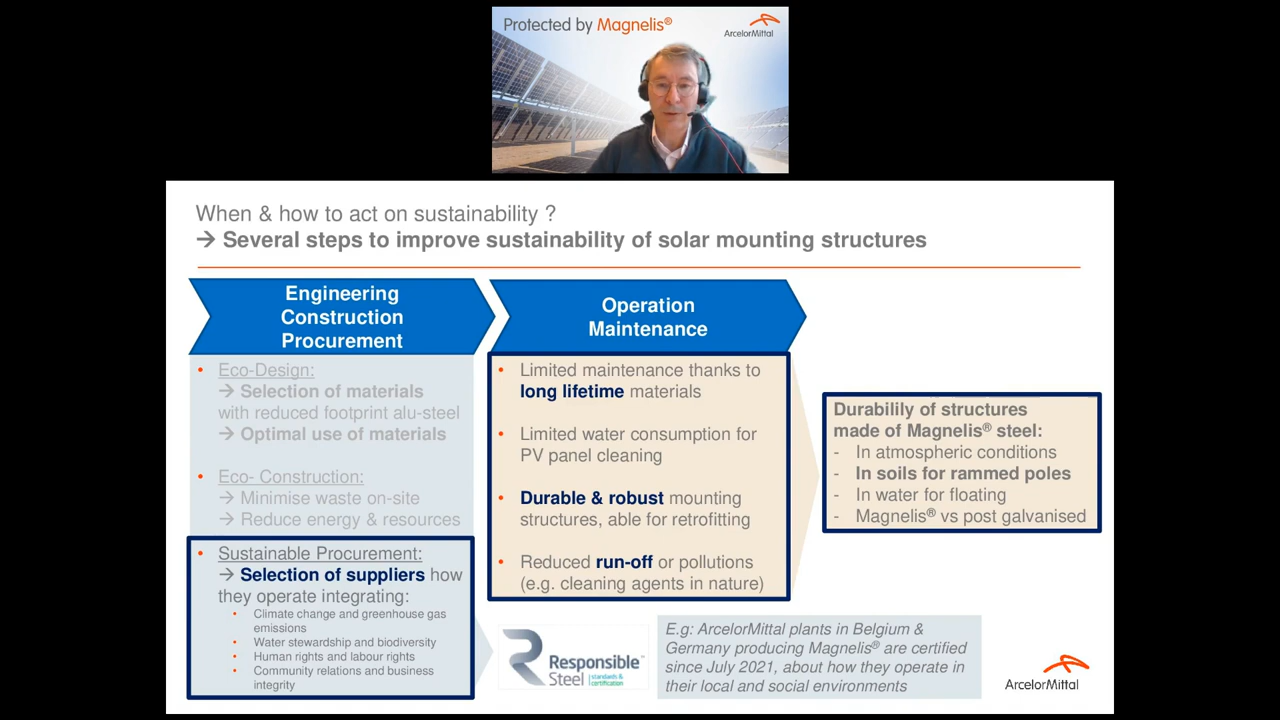 Protected by Magnelis®
ArcelorMittal
When & how to act on sustainability ?
→ Several steps to improve sustainability of solar mounting structures
Engineering
Construction
Procurement
• Eco-Design:
→ Selection of materials
with reduced footprint alu-steel
→ Optimal use of materials
• Eco- Construction:
→ Minimise waste on-site
→ Reduce energy & resources
• Sustainable Procurement:
→ Selection of suppliers how
they operate integrating:
• Climate change and greenhouse gas
emissions
• Water stewardship and biodiversity
• Human rights and labour rights
• Community relations and business
integrity
Operation
Maintenance
• Limited maintenance thanks to
long lifetime materials
• Limited water consumption for
PV panel cleaning
• Durable & robust mounting
structures, able for retrofitting
• Reduced run-off or pollutions
(e.g. cleaning agents in nature)
Durabilily of structures
made of Magnelis® steel:
- In atmospheric conditions
- In soils for rammed poles
- In water for floating
- Magnelis® vs post galvanised
Responsible™
Steel standards &
certification
E.g: ArcelorMittal plants in Belgium &
Germany producing Magnelis® are certified
since July 2021, about how they operate in
their local and social environments
ArcelorMittal